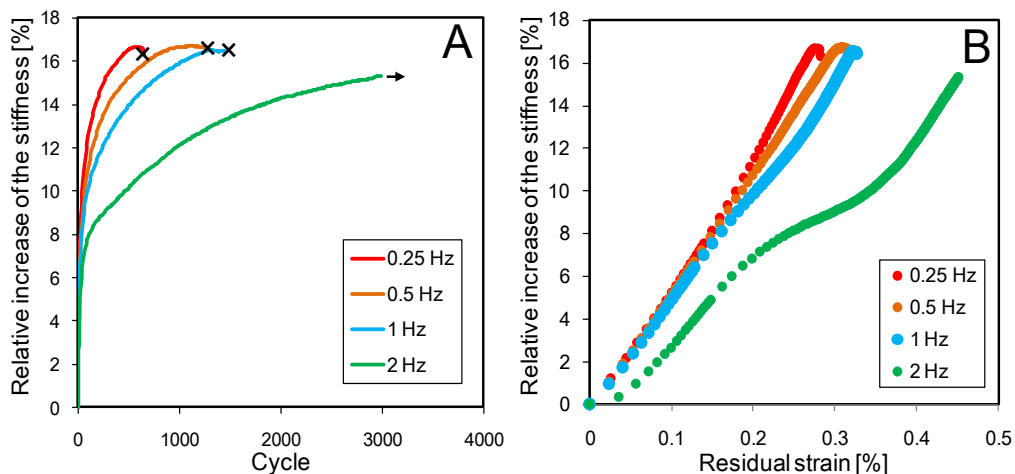 A
Relative increase of the stiffness [%]
18
16
14
12
10
8
6
4
2
0
0
1000
2000
3000
4000
Cycle
0.25 Hz
0.5 Hz
1 Hz
2 Hz
B
Relative increase of the stiffness [%]
18
16
14
12
10
8
6
4
2
0
0
0.1
0.2
0.3
0.4
0.5
Residual strain [%]
0.25 Hz
0.5 Hz
1 Hz
2 Hz